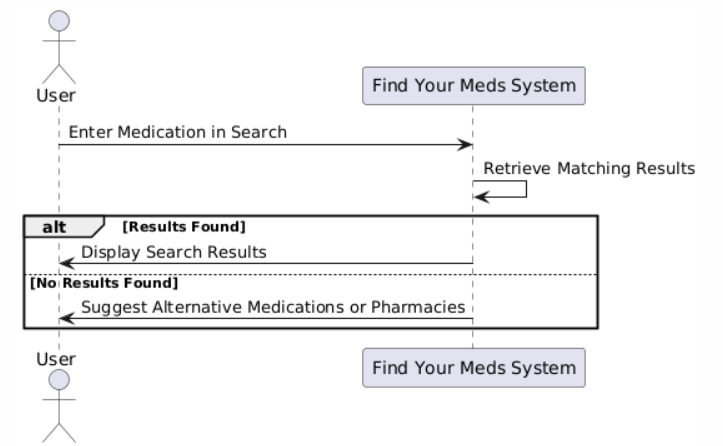 User
Find Your Meds System
Enter Medication in Search
Retrieve Matching Results
alt [Results Found]
Display Search Results
[No Results Found]
Suggest Alternative Medications or Pharmacies
User
Find Your Meds System